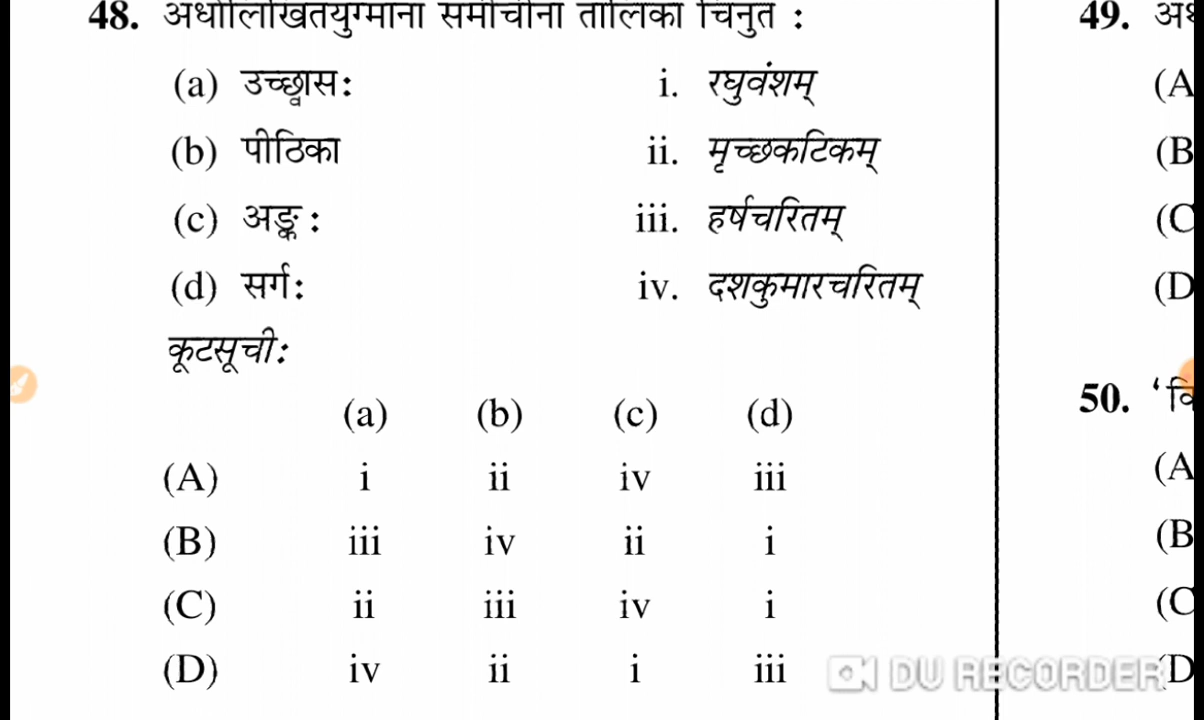 48. अधोलिखितयुग्मानां समीचीनां तालिकां चिनुत :
(a) उच्छ्वासः i. रघुवंशम्
(b) पीठिका ii. मृच्छकटिकम्
(c) अङ्कः iii. हर्षचरितम्
(d) सर्गः iv. दशकुमारचरितम्
कूटसूचीः
(a) (b) (c) (d)
(A) i ii iv iii
(B) iii iv ii i
(C) ii iii iv i
(D) iv ii i iii
49.
(A
(B
(C
(D
50. ‘वि
(A
(B
(C
(D
DU RECORDER